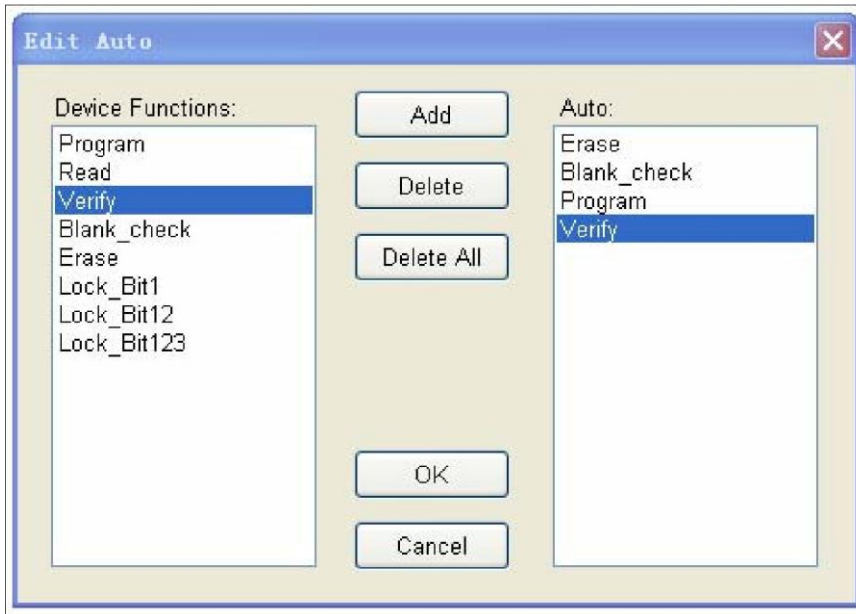 Edit Auto
Device Functions:
Program
Read
Verify
Blank_check
Erase
Lock_Bit1
Lock_Bit12
Lock_Bit123
Add
Delete
Delete All
OK
Cancel
Auto:
Erase
Blank_check
Program
Verify